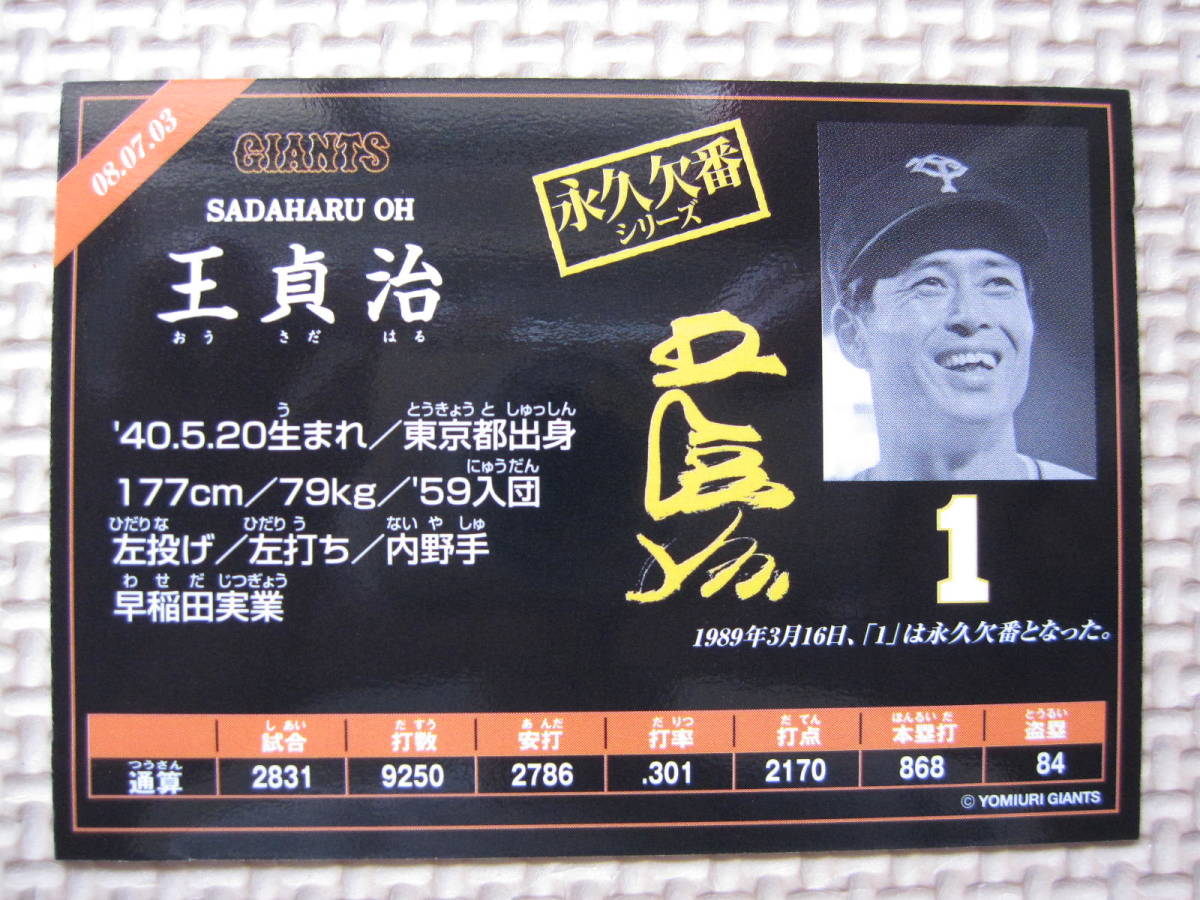 08.07.03
GIANTS
SADAHARU OH
王貞治
おう さだ はる
永久欠番
シリーズ
う とうきょう と しゅっしん
'40.5.20生まれ／東京都出身
にゅうだん
177cm／79kg／'59入団
ひだり な ひだり う ない や しゅ
左投げ／左打ち／内野手
わ せ だ じつぎょう
早稲田実業
王貞治
1
1989年3月16日、「1」は永久欠番となった。
し あい だ すう あん だ だ りつ だ てん ほんるい だ とうるい
試合 打数 安打 打率 打点 本塁打 盗塁
つうさん
通算 2831 9250 2786 .301 2170 868 84
© YOMIURI GIANTS